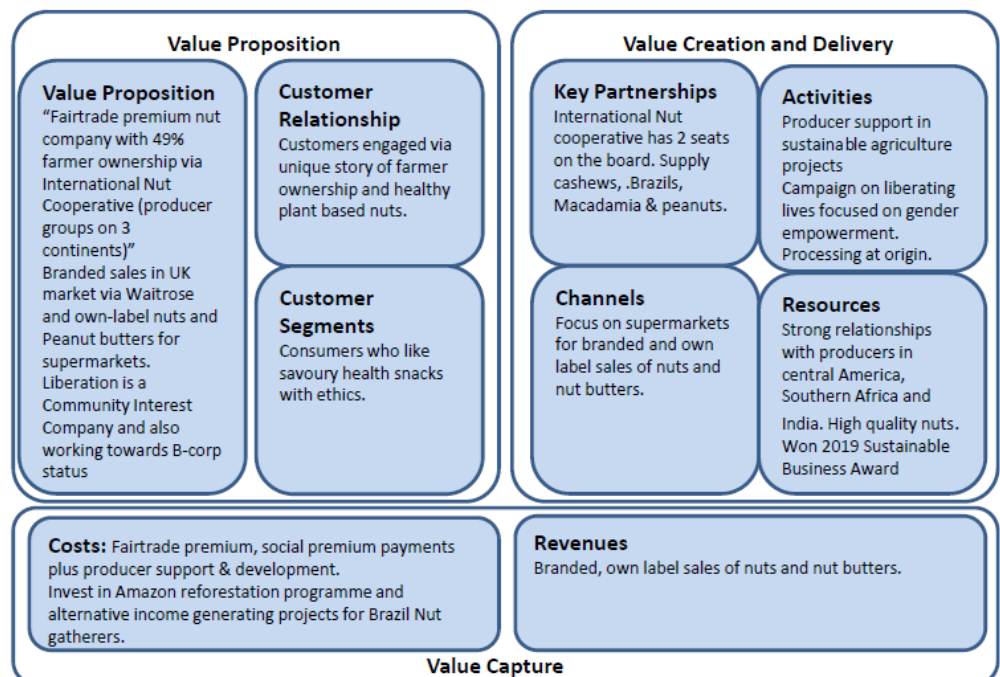 Value Proposition
Value Proposition
“Fairtrade premium nut
company with 49%
farmer ownership via
International Nut
Cooperative (producer
groups on 3
continents)”
Branded sales in UK
market via Waitrose
and own-label nuts and
Peanut butters for
supermarkets.
Liberation is a
Community Interest
Company and also
working towards B-corp
status
Customer
Relationship
Customers engaged via
unique story of farmer
ownership and healthy
plant based nuts.
Customer
Segments
Consumers who like
savoury health snacks
with ethics.
Value Creation and Delivery
Key Partnerships
International Nut
cooperative has 2 seats
on the board. Supply
cashews, .Brazils,
Macadamia & peanuts.
Activities
Producer support in
sustainable agriculture
projects
Campaign on liberating
lives focused on gender
empowerment.
Processing at origin.
Channels
Focus on supermarkets
for branded and own
label sales of nuts and
nut butters.
Resources
Strong relationships
with producers in
central America,
Southern Africa and
India. High quality nuts.
Won 2019 Sustainable
Business Award
Costs: Fairtrade premium, social premium payments
plus producer support & development.
Invest in Amazon reforestation programme and
alternative income generating projects for Brazil Nut
gatherers.
Revenues
Branded, own label sales of nuts and nut butters.
Value Capture